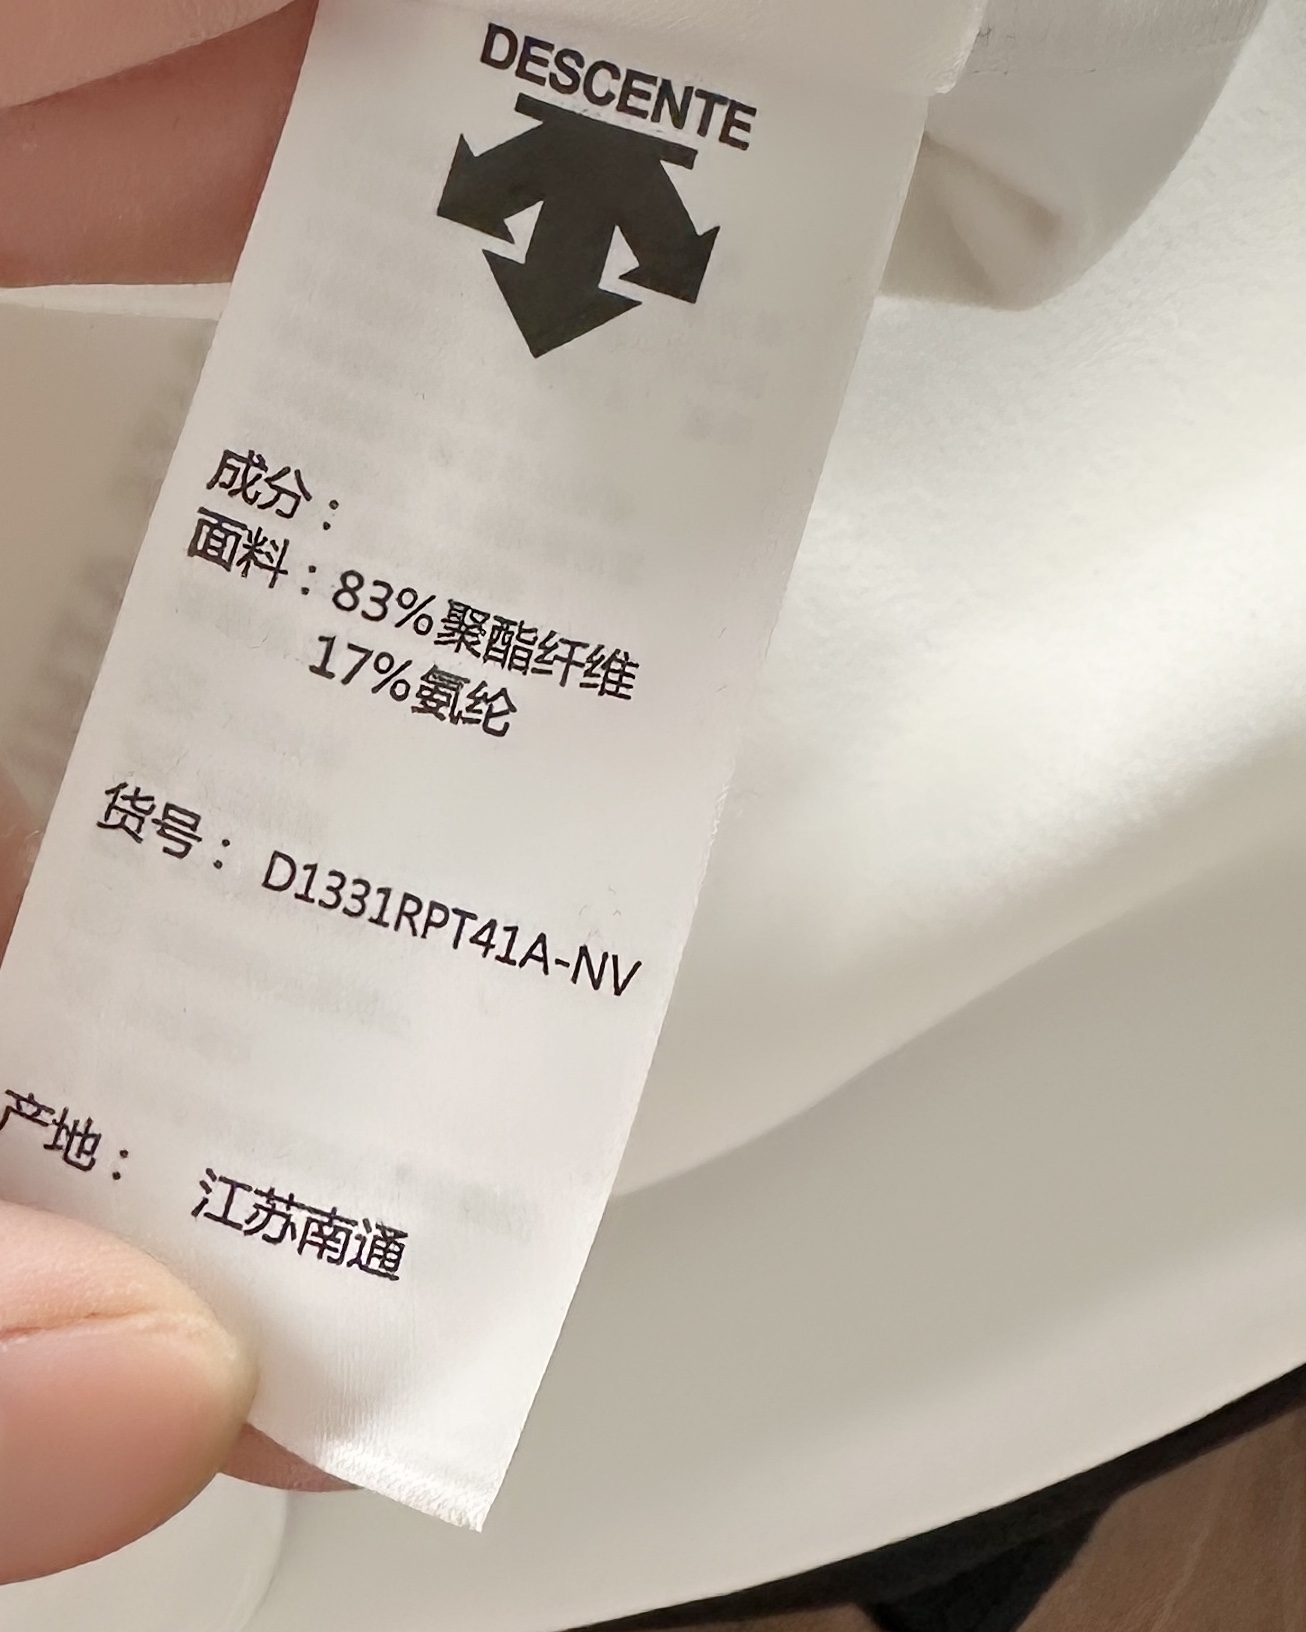 DESCENTE
成分：
面料：83%聚酯纤维
17%氨纶
货号：D1331RPT41A-NV
产地：江苏南通